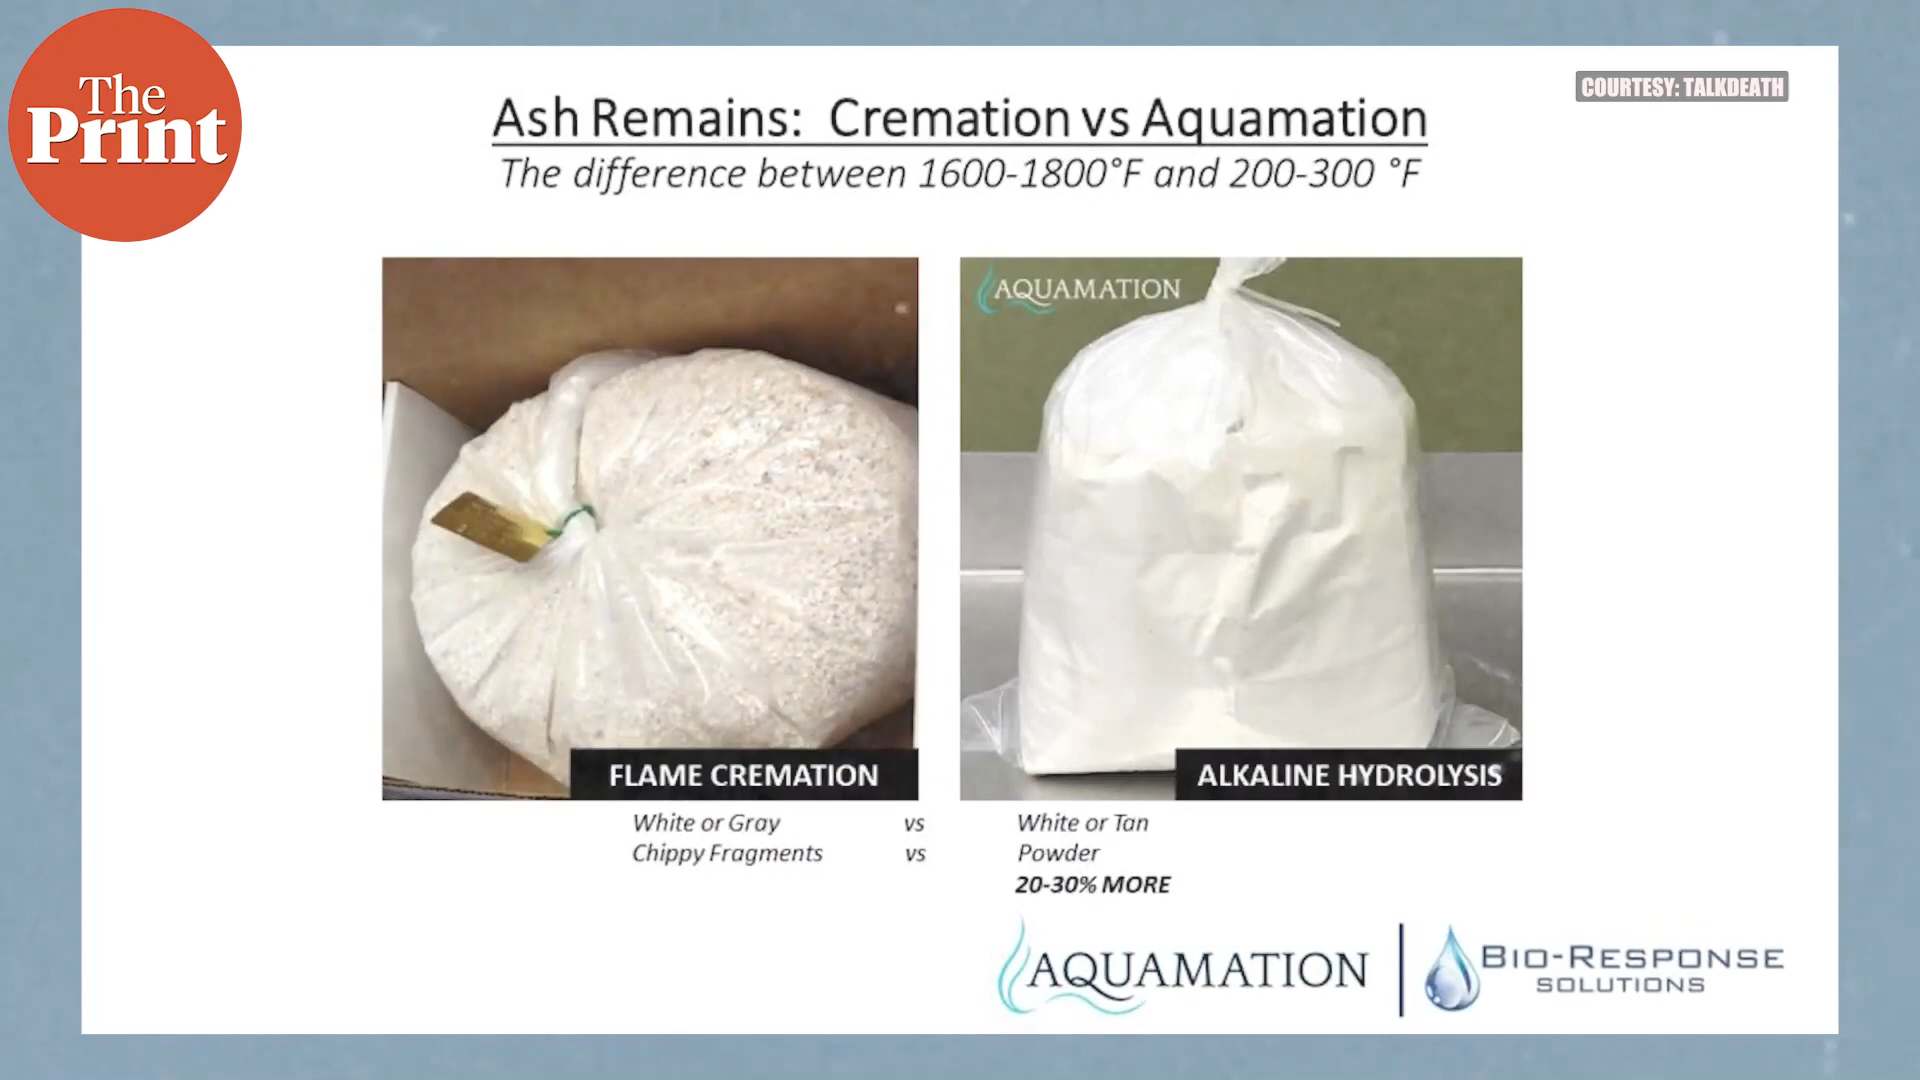 The
Print
COURTESY: TALKDEATH
Ash Remains: Cremation vs Aquamation
The difference between 1600-1800°F and 200-300 °F
AQUAMATION
FLAME CREMATION
ALKALINE HYDROLYSIS
White or Gray vs White or Tan
Chippy Fragments vs Powder
20-30% MORE
AQUAMATION
BIO-RESPONSE
SOLUTIONS